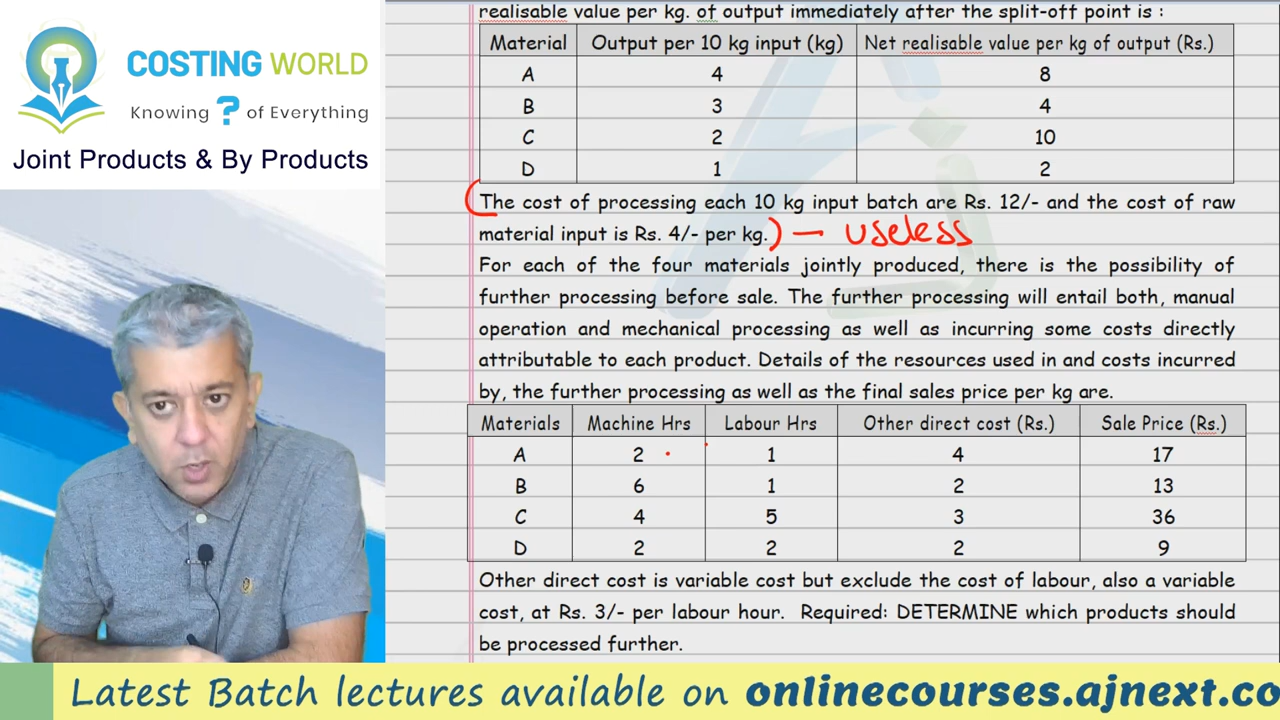 COSTING WORLD
Knowing ? of Everything
Joint Products & By Products
realisable value per kg. of output immediately after the split-off point is :
Material Output per 10 kg input (kg) Net realisable value per kg of output (Rs.)
A 4 8
B 3 4
C 2 10
D 1 2
(The cost of processing each 10 kg input batch are Rs. 12/- and the cost of raw
material input is Rs. 4/- per kg.) — useless
For each of the four materials jointly produced, there is the possibility of
further processing before sale. The further processing will entail both, manual
operation and mechanical processing as well as incurring some costs directly
attributable to each product. Details of the resources used in and costs incurred
by, the further processing as well as the final sales price per kg are.
Materials Machine Hrs Labour Hrs Other direct cost (Rs.) Sale Price (Rs.)
A 2 1 4 17
B 6 1 2 13
C 4 5 3 36
D 2 2 2 9
Other direct cost is variable cost but exclude the cost of labour, also a variable
cost, at Rs. 3/- per labour hour. Required: DETERMINE which products should
be processed further.
Latest Batch lectures available on onlinecourses.ajnext.co